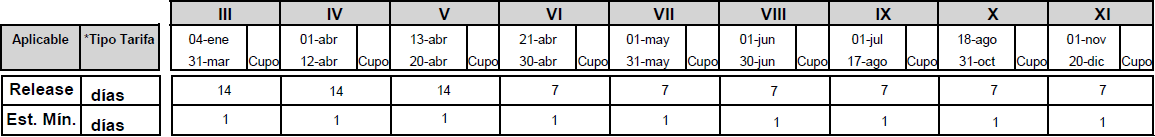 III IV V VI VII VIII IX X XI
Aplicable *Tipo Tarifa 04-ene 01-abr 13-abr 21-abr 01-may 01-jun 01-jul 18-ago 01-nov
31-mar Cupo 12-abr Cupo 20-abr Cupo 30-abr Cupo 31-may Cupo 30-jun Cupo 17-ago Cupo 31-oct Cupo 20-dic Cupo
Release días 14 14 14 7 7 7 7 7 7
Est. Mín. días 1 1 1 1 1 1 1 1 1